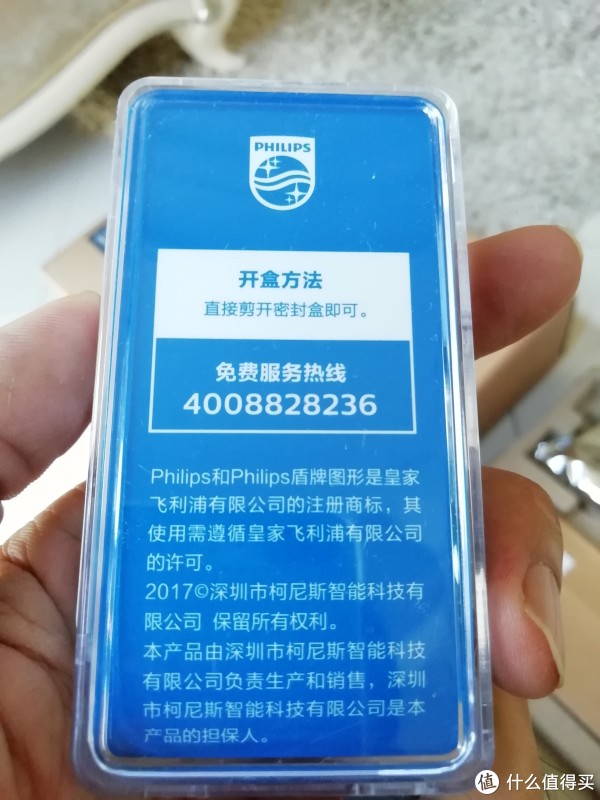 PHILIPS
开盒方法
直接剪开密封盒即可。
免费服务热线
4008828236
Philips和Philips盾牌图形是皇家
飞利浦有限公司的注册商标，其
使用需遵循皇家飞利浦有限公司
的许可。
2017©深圳市柯尼斯智能科技有
限公司 保留所有权利。
本产品由深圳市柯尼斯智能科技
有限公司负责生产和销售，深圳
市柯尼斯智能科技有限公司是本
产品的担保人。
值 什么值得买